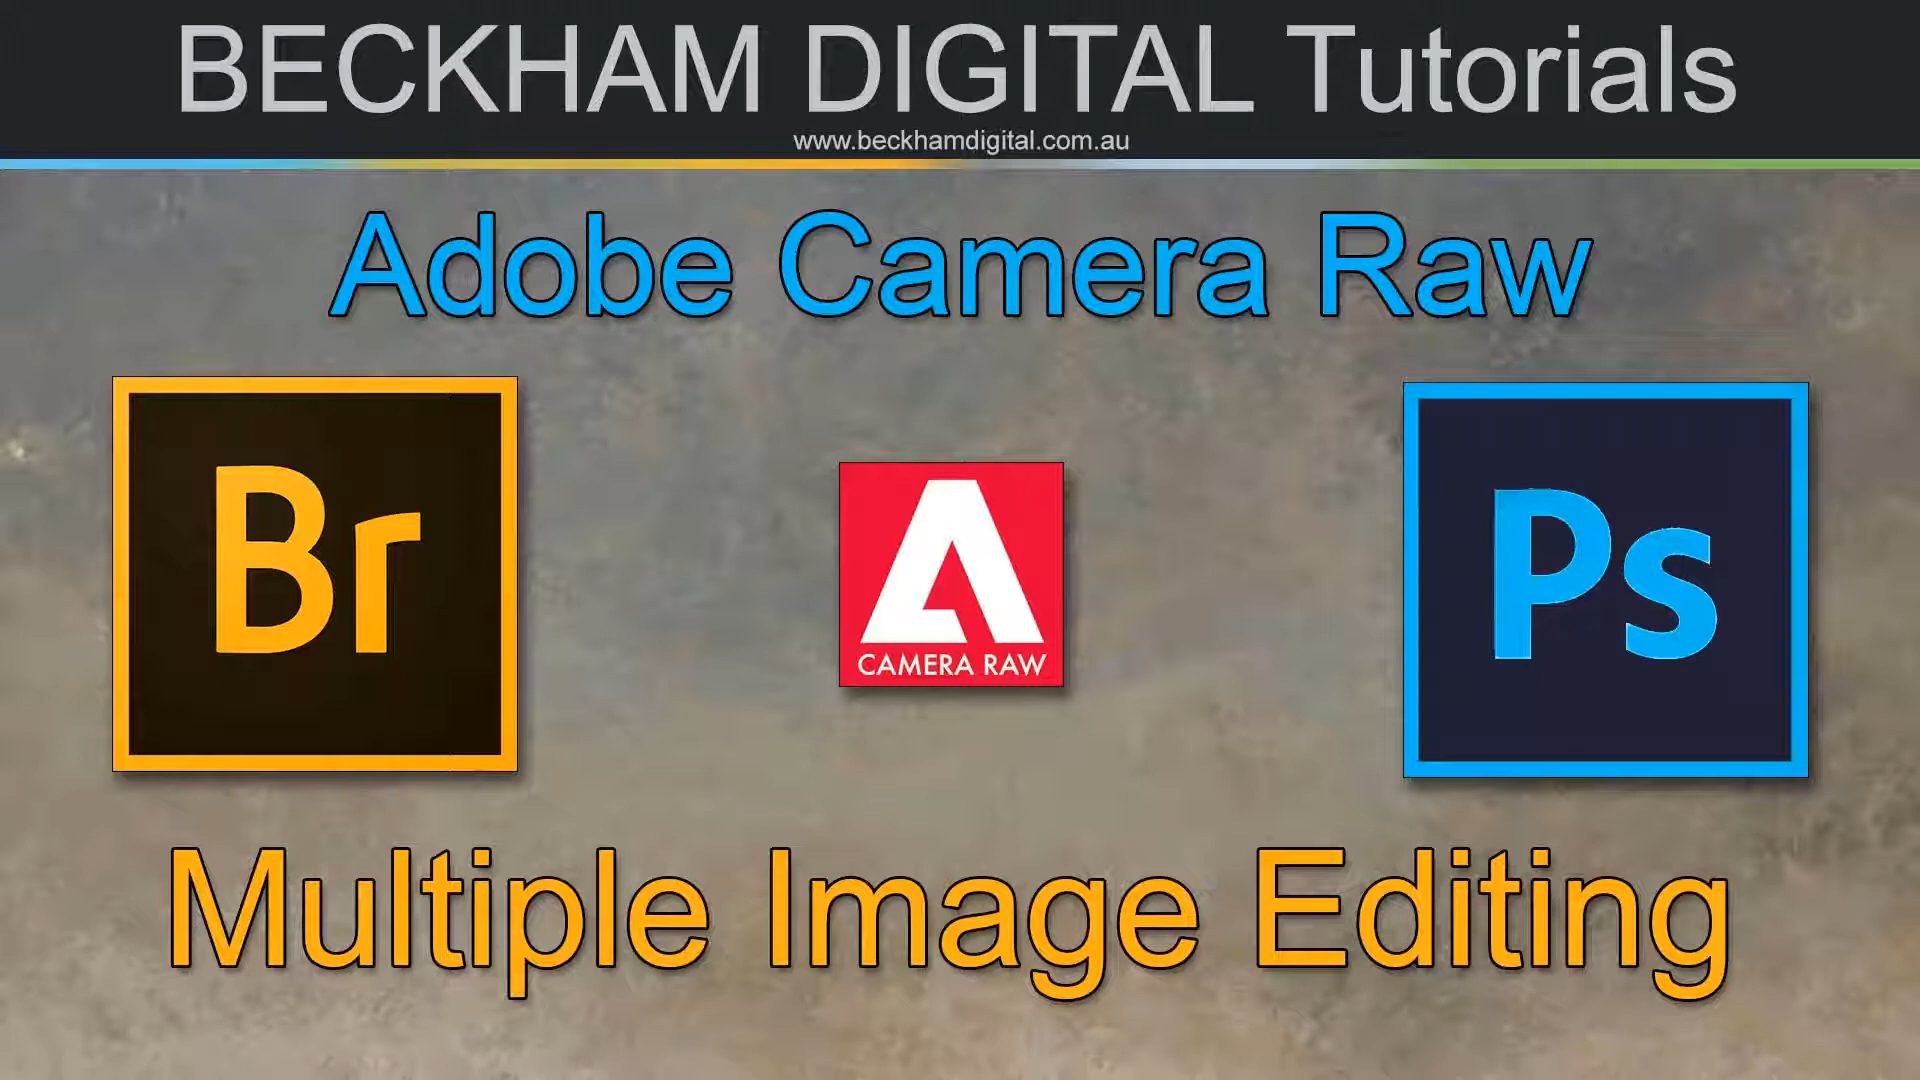 BECKHAM DIGITAL Tutorials
www.beckhamdigital.com.au
Adobe Camera Raw
Br
CAMERA RAW
Ps
Multiple Image Editing